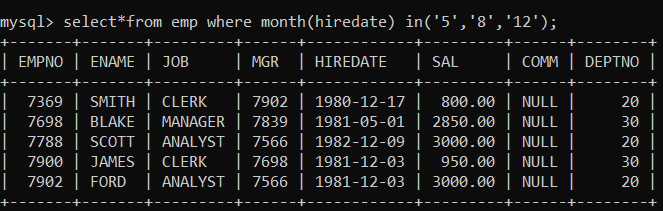 mysql> select*from emp where month(hiredate) in('5','8','12');
+-------+-------+---------+------+------------+---------+------+--------+
| EMPNO | ENAME | JOB     | MGR  | HIREDATE   | SAL     | COMM | DEPTNO |
+-------+-------+---------+------+------------+---------+------+--------+
|  7369 | SMITH | CLERK   | 7902 | 1980-12-17 |  800.00 | NULL |     20 |
|  7698 | BLAKE | MANAGER | 7839 | 1981-05-01 | 2850.00 | NULL |     30 |
|  7788 | SCOTT | ANALYST | 7566 | 1982-12-09 | 3000.00 | NULL |     20 |
|  7900 | JAMES | CLERK   | 7698 | 1981-12-03 |  950.00 | NULL |     30 |
|  7902 | FORD  | ANALYST | 7566 | 1981-12-03 | 3000.00 | NULL |     20 |
+-------+-------+---------+------+------------+---------+------+--------+